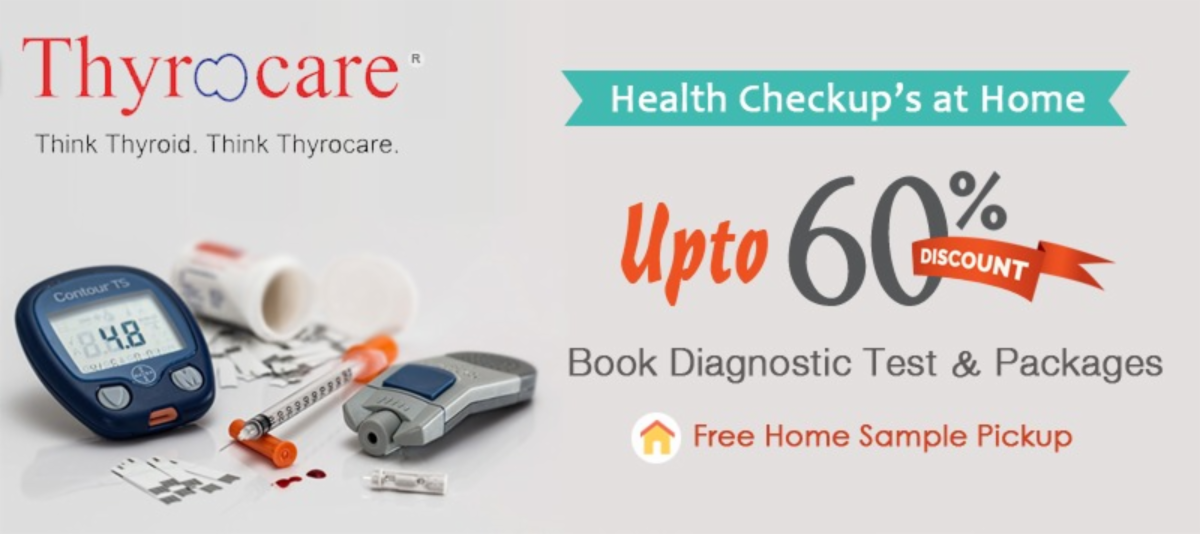 Thyrocare®
Think Thyroid. Think Thyrocare.
Health Checkup's at Home
Upto 60%
DISCOUNT
Book Diagnostic Test & Packages
Free Home Sample Pickup
Contour TS
4.8
M